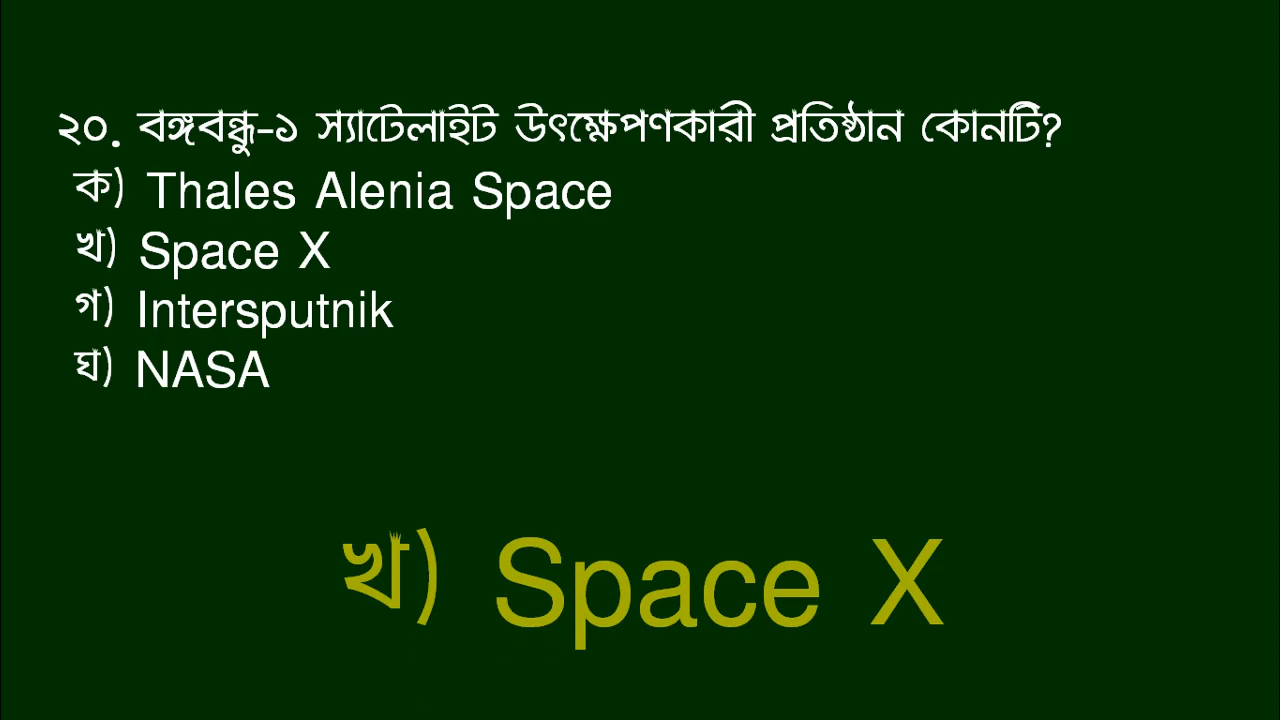 ২০. বঙ্গবন্ধু-১ স্যাটেলাইট উৎক্ষেপণকারী প্রতিষ্ঠান কোনটি?
ক) Thales Alenia Space
খ) Space X
গ) Intersputnik
ঘ) NASA
খ) Space X